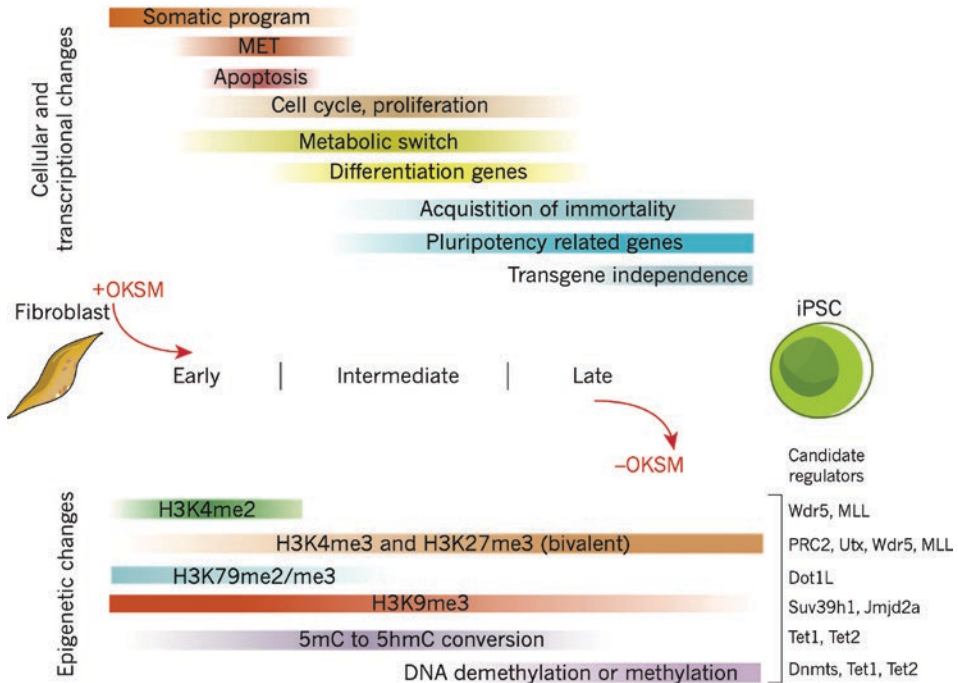 Cellular and
transcriptional changes
Somatic program
MET
Apoptosis
Cell cycle, proliferation
Metabolic switch
Differentiation genes
Acquistition of immortality
Pluripotency related genes
Transgene independence
+OKSM
Fibroblast
iPSC
Early | Intermediate | Late
–OKSM
Candidate
regulators
Epigenetic changes
H3K4me2
Wdr5, MLL
H3K4me3 and H3K27me3 (bivalent)
PRC2, Utx, Wdr5, MLL
H3K79me2/me3
Dot1L
H3K9me3
Suv39h1, Jmjd2a
5mC to 5hmC conversion
Tet1, Tet2
DNA demethylation or methylation
Dnmts, Tet1, Tet2